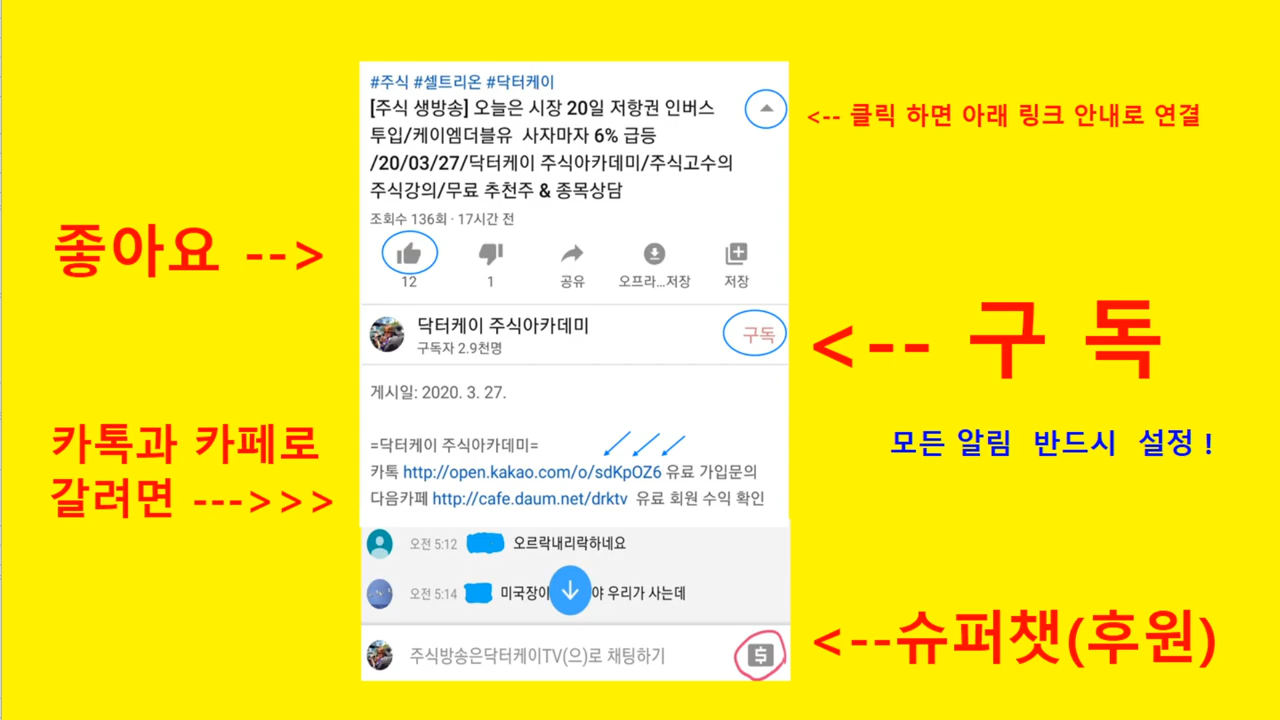 #주식 #셀트리온 #닥터케이
[주식 생방송] 오늘은 시장 20일 저항권 인버스
투입/케이엠더블유 사자마자 6% 급등
/20/03/27/닥터케이 주식아카데미/주식고수의
주식강의/무료 추천주 & 종목상담
<-- 클릭 하면 아래 링크 안내로 연결
조회수 136회 · 17시간 전
좋아요 -->
12
1
공유
오프라...저장
저장
닥터케이 주식아카데미
구독자 2.9천명
구독
<-- 구 독
게시일: 2020. 3. 27.
모든 알림 반드시 설정 !
카톡과 카페로
갈려면 --->>>
=닥터케이 주식아카데미=
카톡 http://open.kakao.com/o/sdKpOZ6 유료 가입문의
다음카페 http://cafe.daum.net/drktv 유료 회원 수익 확인
오전 5:12 오르락내리락하네요
오전 5:14 미국장이 야 우리가 사는데
주식방송은닥터케이TV(으)로 채팅하기
<--슈퍼챗(후원)